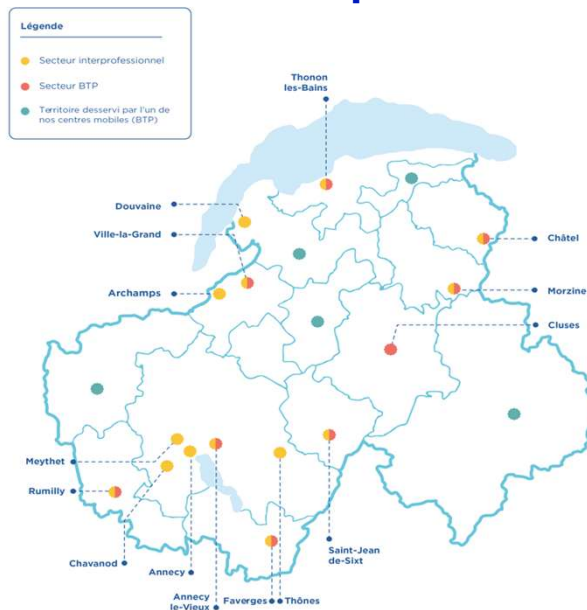 Légende
Secteur interprofessionnel
Secteur BTP
Territoire desservi par l'un de
nos centres mobiles (BTP)
Thonon
les-Bains
Douvaine
Ville-la-Grand
Châtel
Archamps
Morzine
Cluses
Meythet
Rumilly
Chavanod
Annecy
Annecy
le-Vieux
Faverges
Thônes
Saint-Jean
de-Sixt